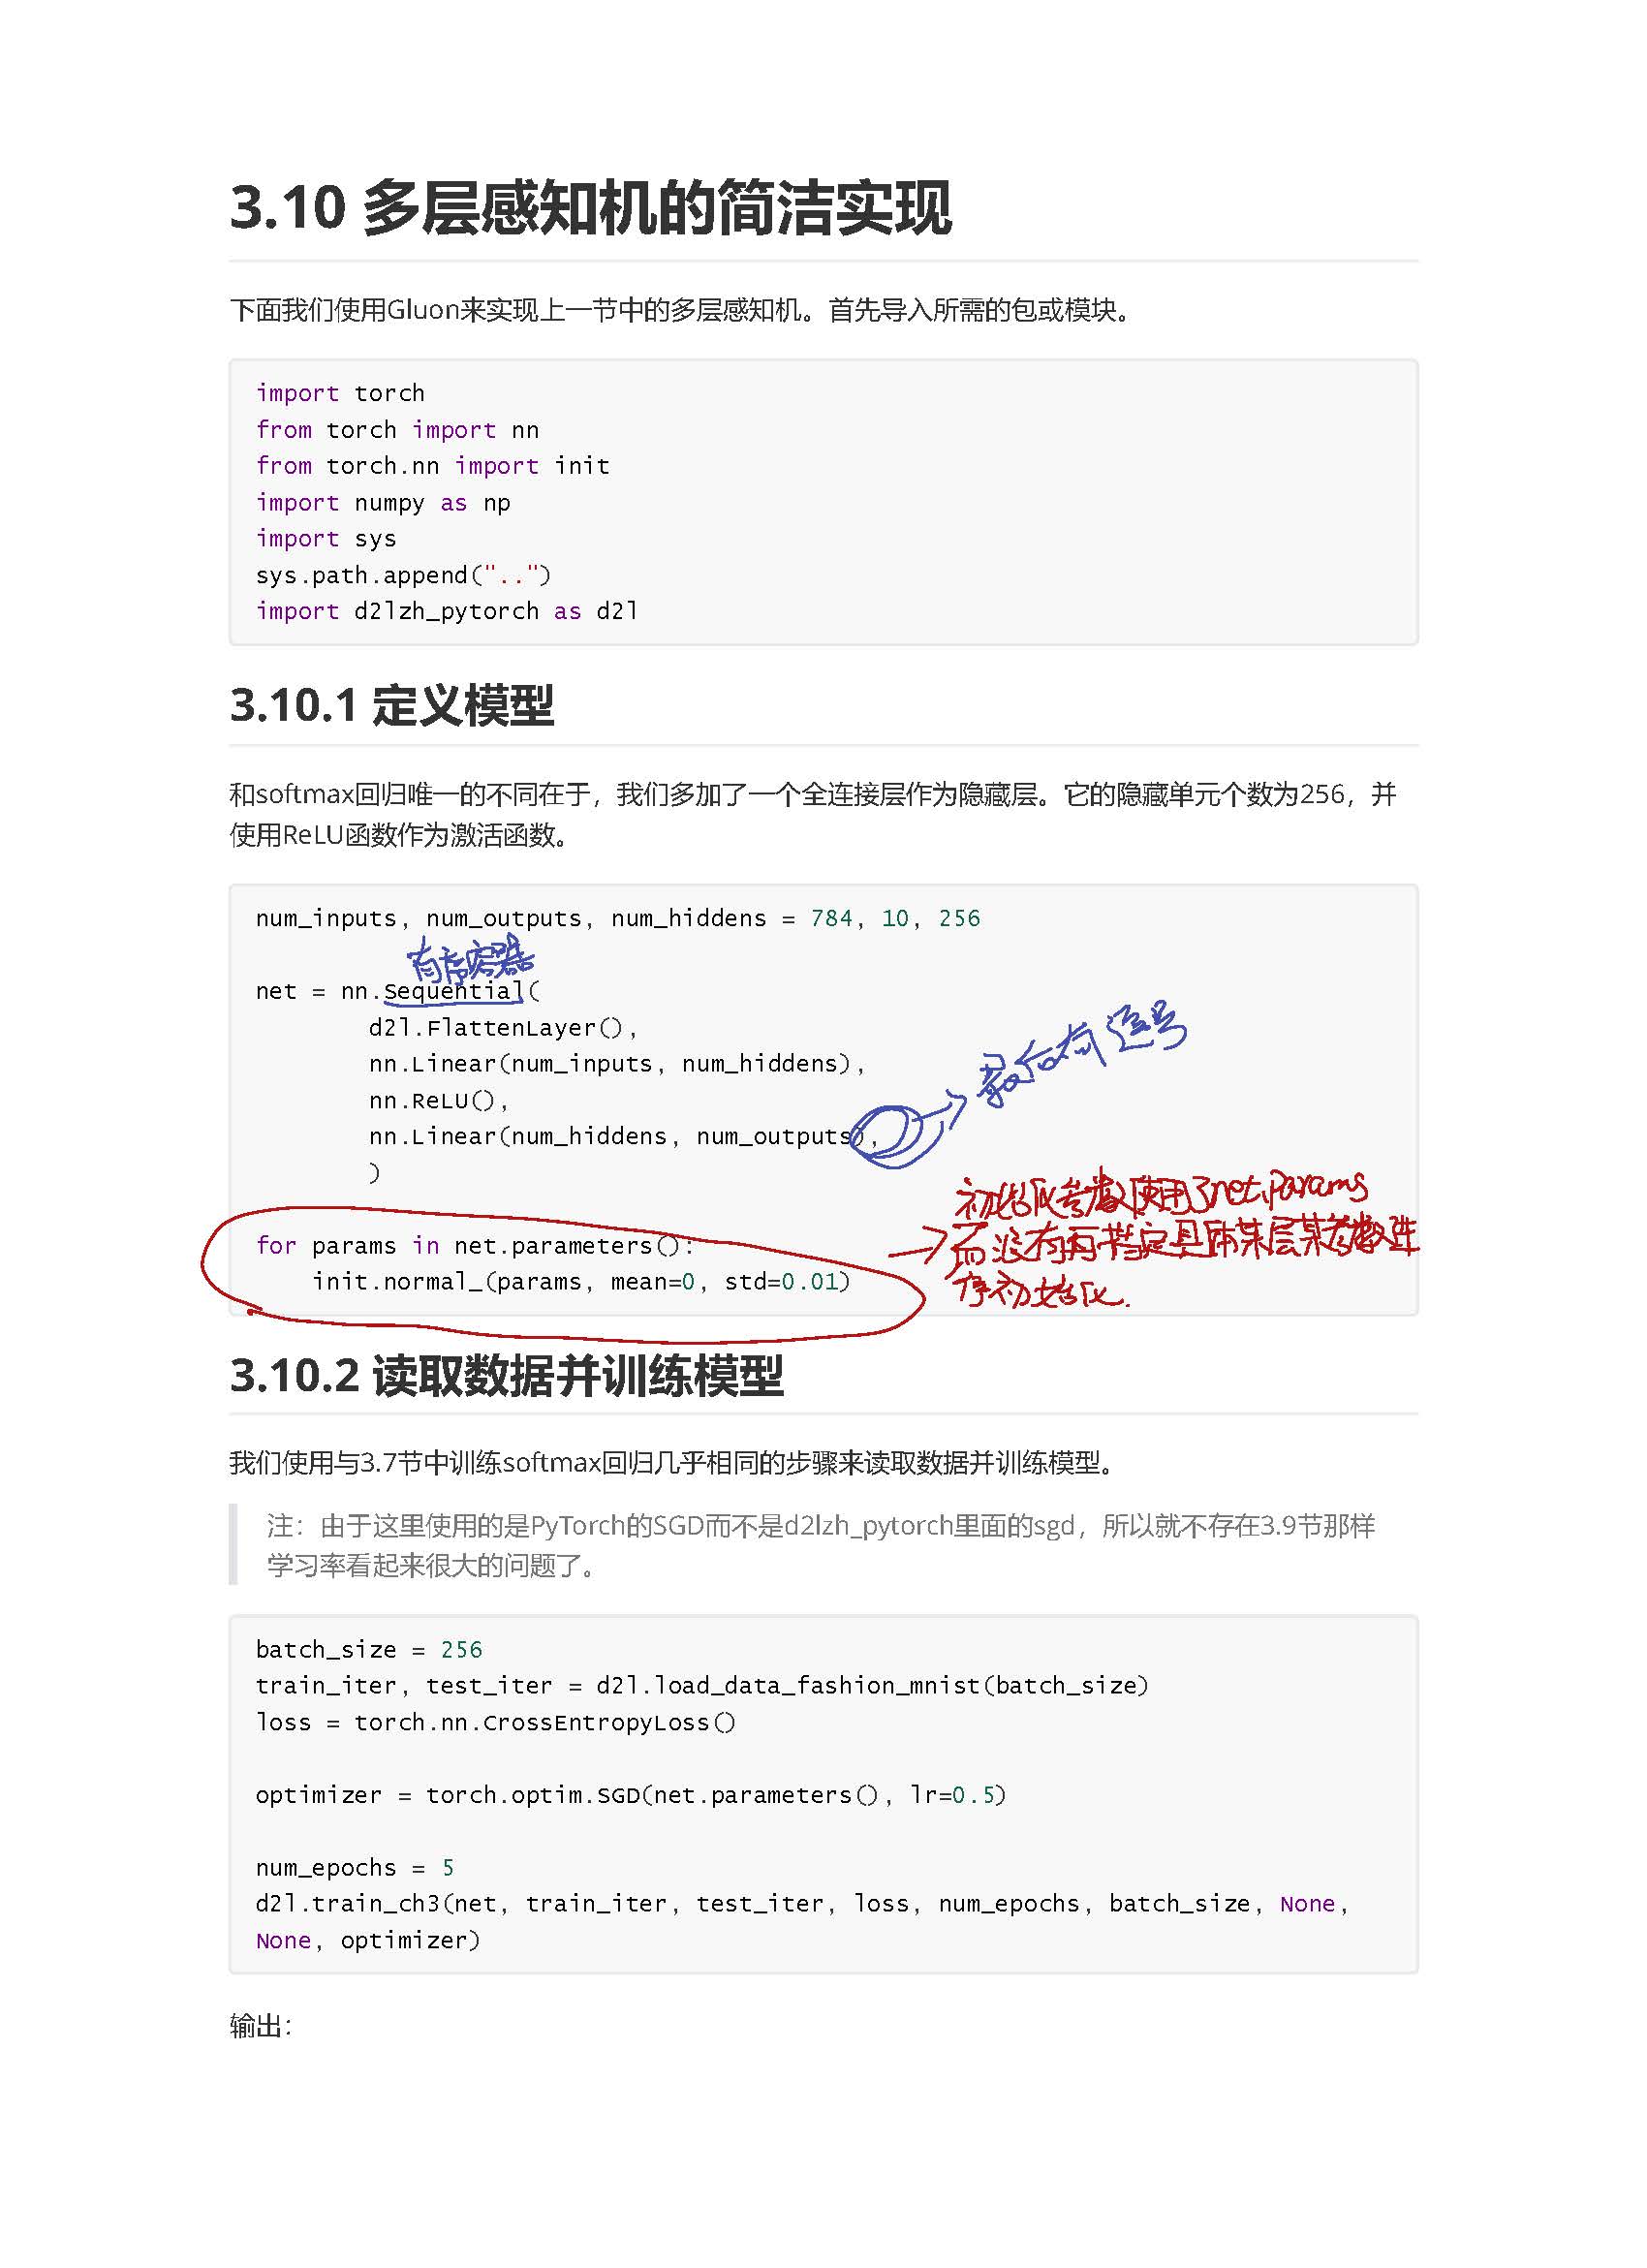 3.10 多层感知机的简洁实现
下面我们使用Gluon来实现上一节中的多层感知机。首先导入所需的包或模块。
import torch
from torch import nn
from torch.nn import init
import numpy as np
import sys
sys.path.append("..")
import d2lzh_pytorch as d2l
3.10.1 定义模型
和softmax回归唯一的不同在于，我们多加了一个全连接层作为隐藏层。它的隐藏单元个数为256，并
使用ReLU函数作为激活函数。
num_inputs, num_outputs, num_hiddens = 784, 10, 256
有序容器
net = nn.Sequential(
d2l.FlattenLayer(),
nn.Linear(num_inputs, num_hiddens),
nn.ReLU(),
nn.Linear(num_hiddens, num_outputs),
最后有逗号
)
for params in net.parameters():
init.normal_(params, mean=0, std=0.01)
初始化参数使用了net.params
而没有再指定具体某层某参数进
行初始化.
3.10.2 读取数据并训练模型
我们使用与3.7节中训练softmax回归几乎相同的步骤来读取数据并训练模型。
注：由于这里使用的是PyTorch的SGD而不是d2lzh_pytorch里面的sgd，所以就不存在3.9节那样
学习率看起来很大的问题了。
batch_size = 256
train_iter, test_iter = d2l.load_data_fashion_mnist(batch_size)
loss = torch.nn.CrossEntropyLoss()
optimizer = torch.optim.SGD(net.parameters(), lr=0.5)
num_epochs = 5
d2l.train_ch3(net, train_iter, test_iter, loss, num_epochs, batch_size, None,
None, optimizer)
输出：